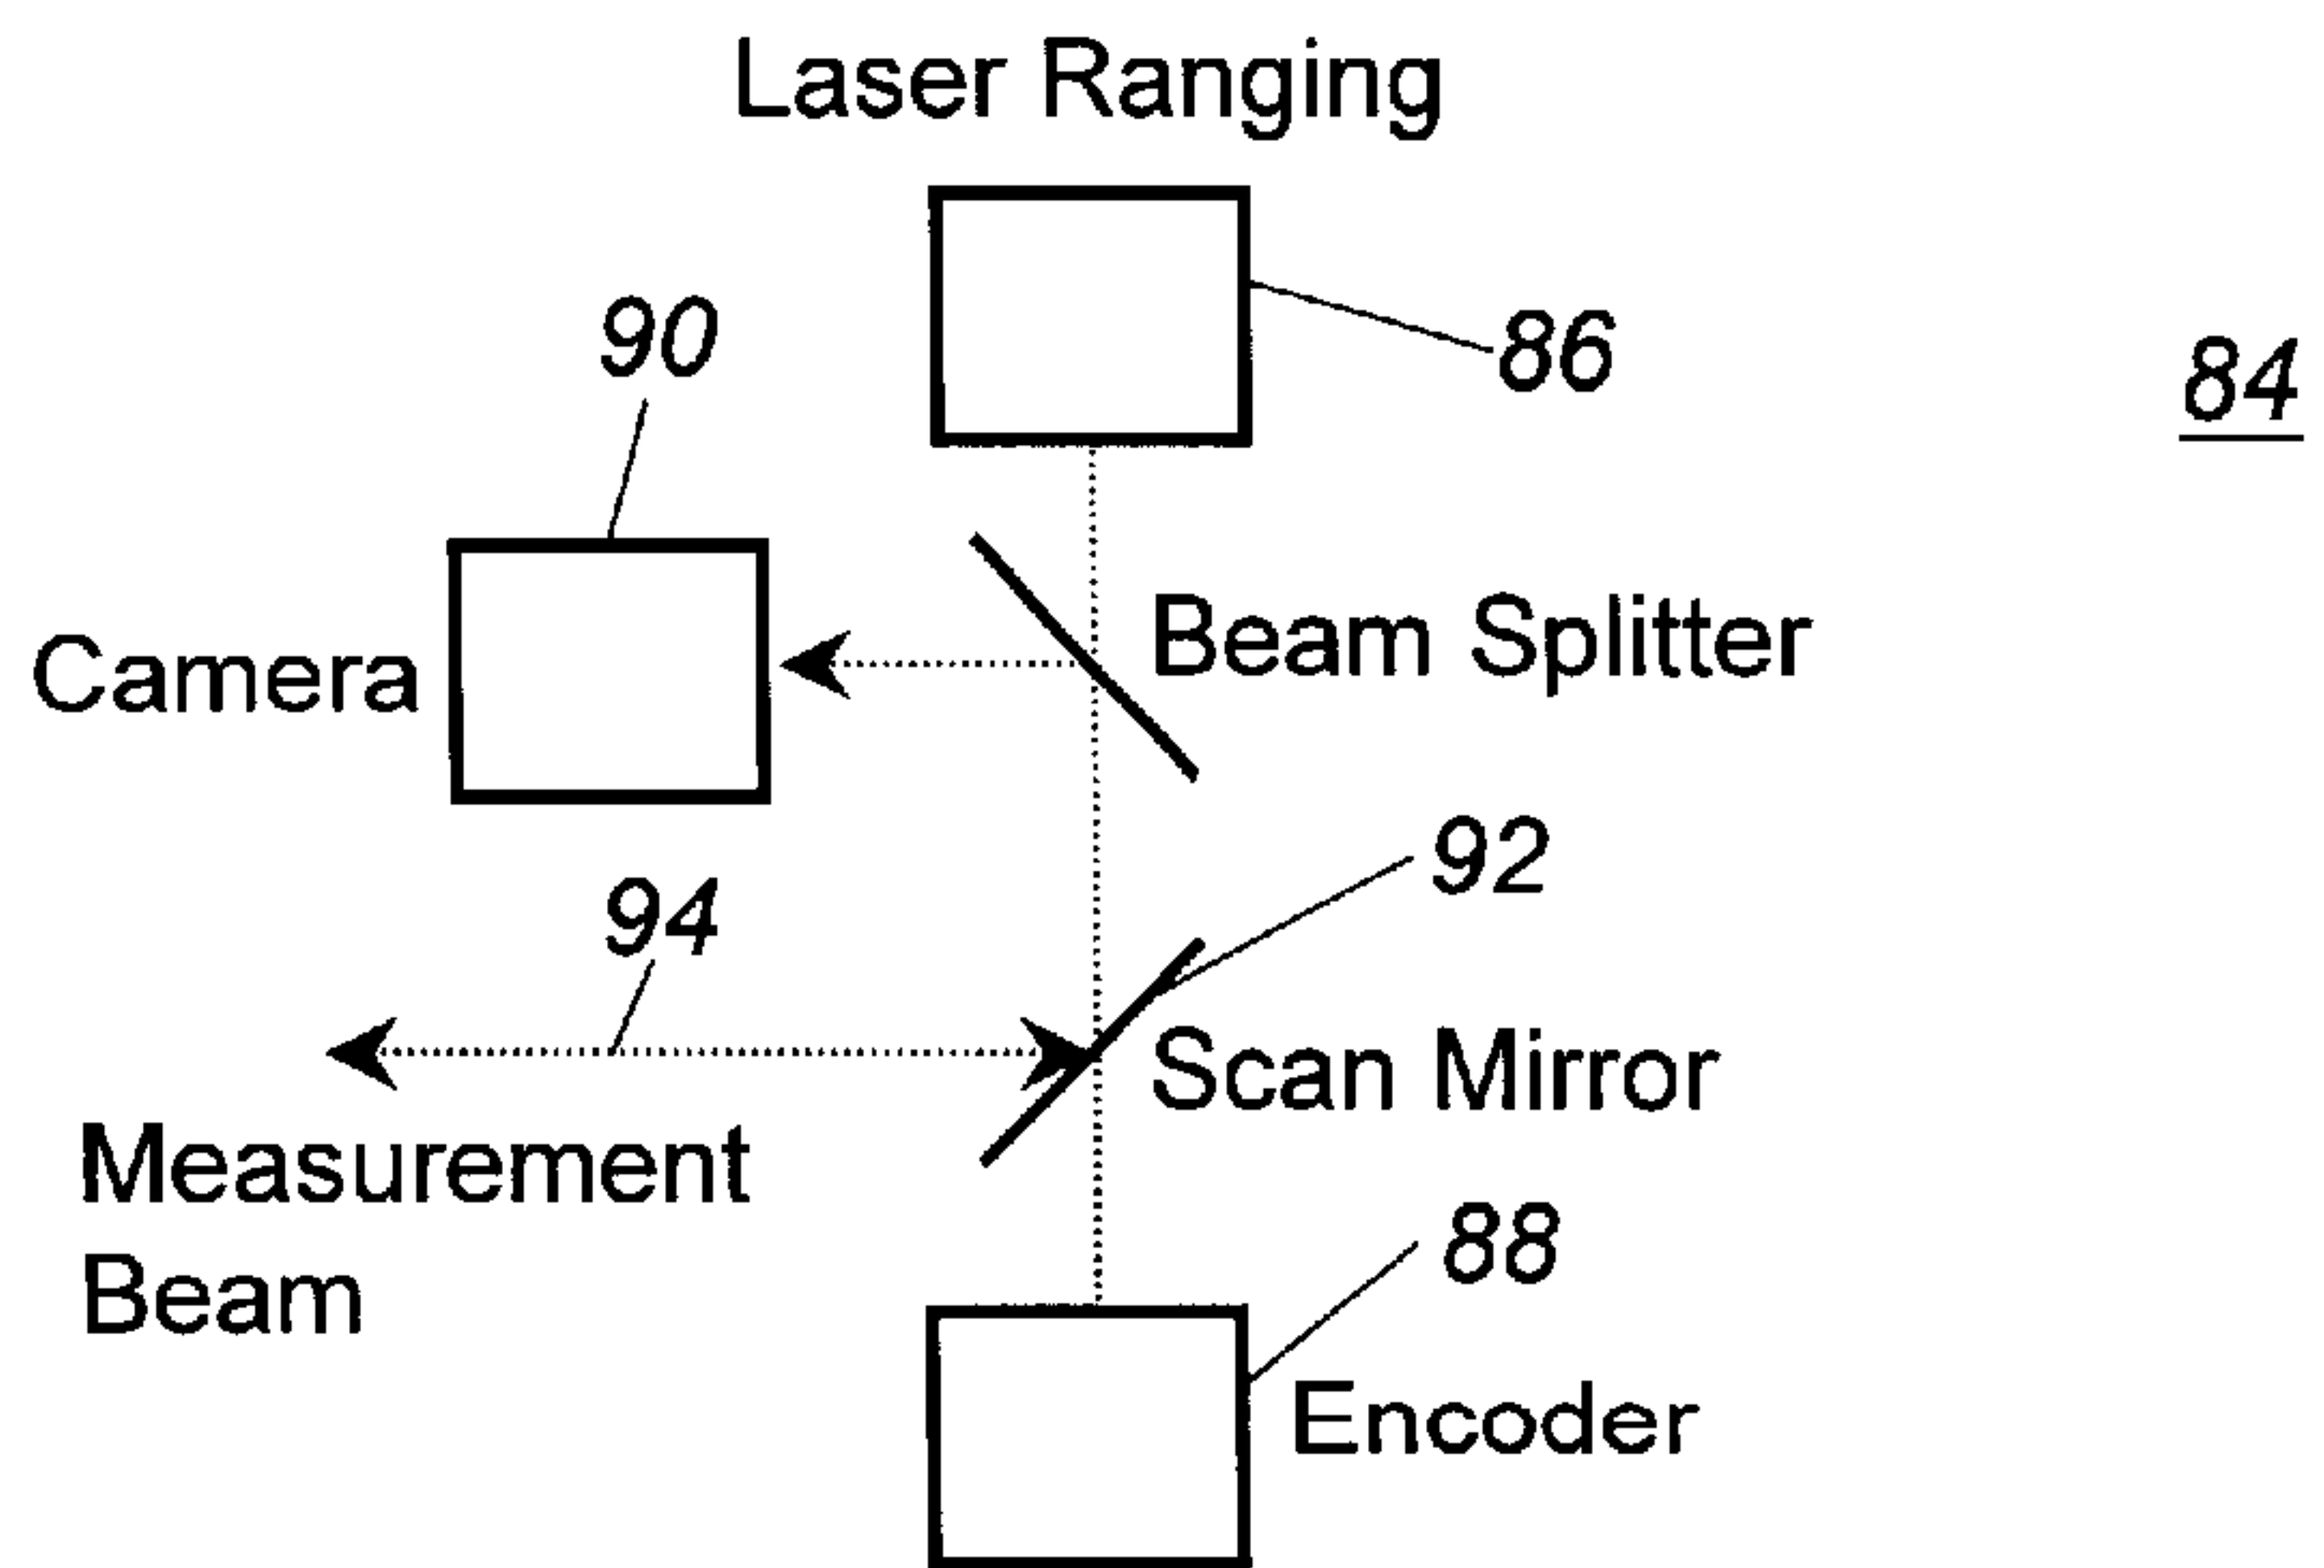 Laser Ranging
90
86
84
Camera
Beam Splitter
92
94
Scan Mirror
Measurement
Beam
88
Encoder